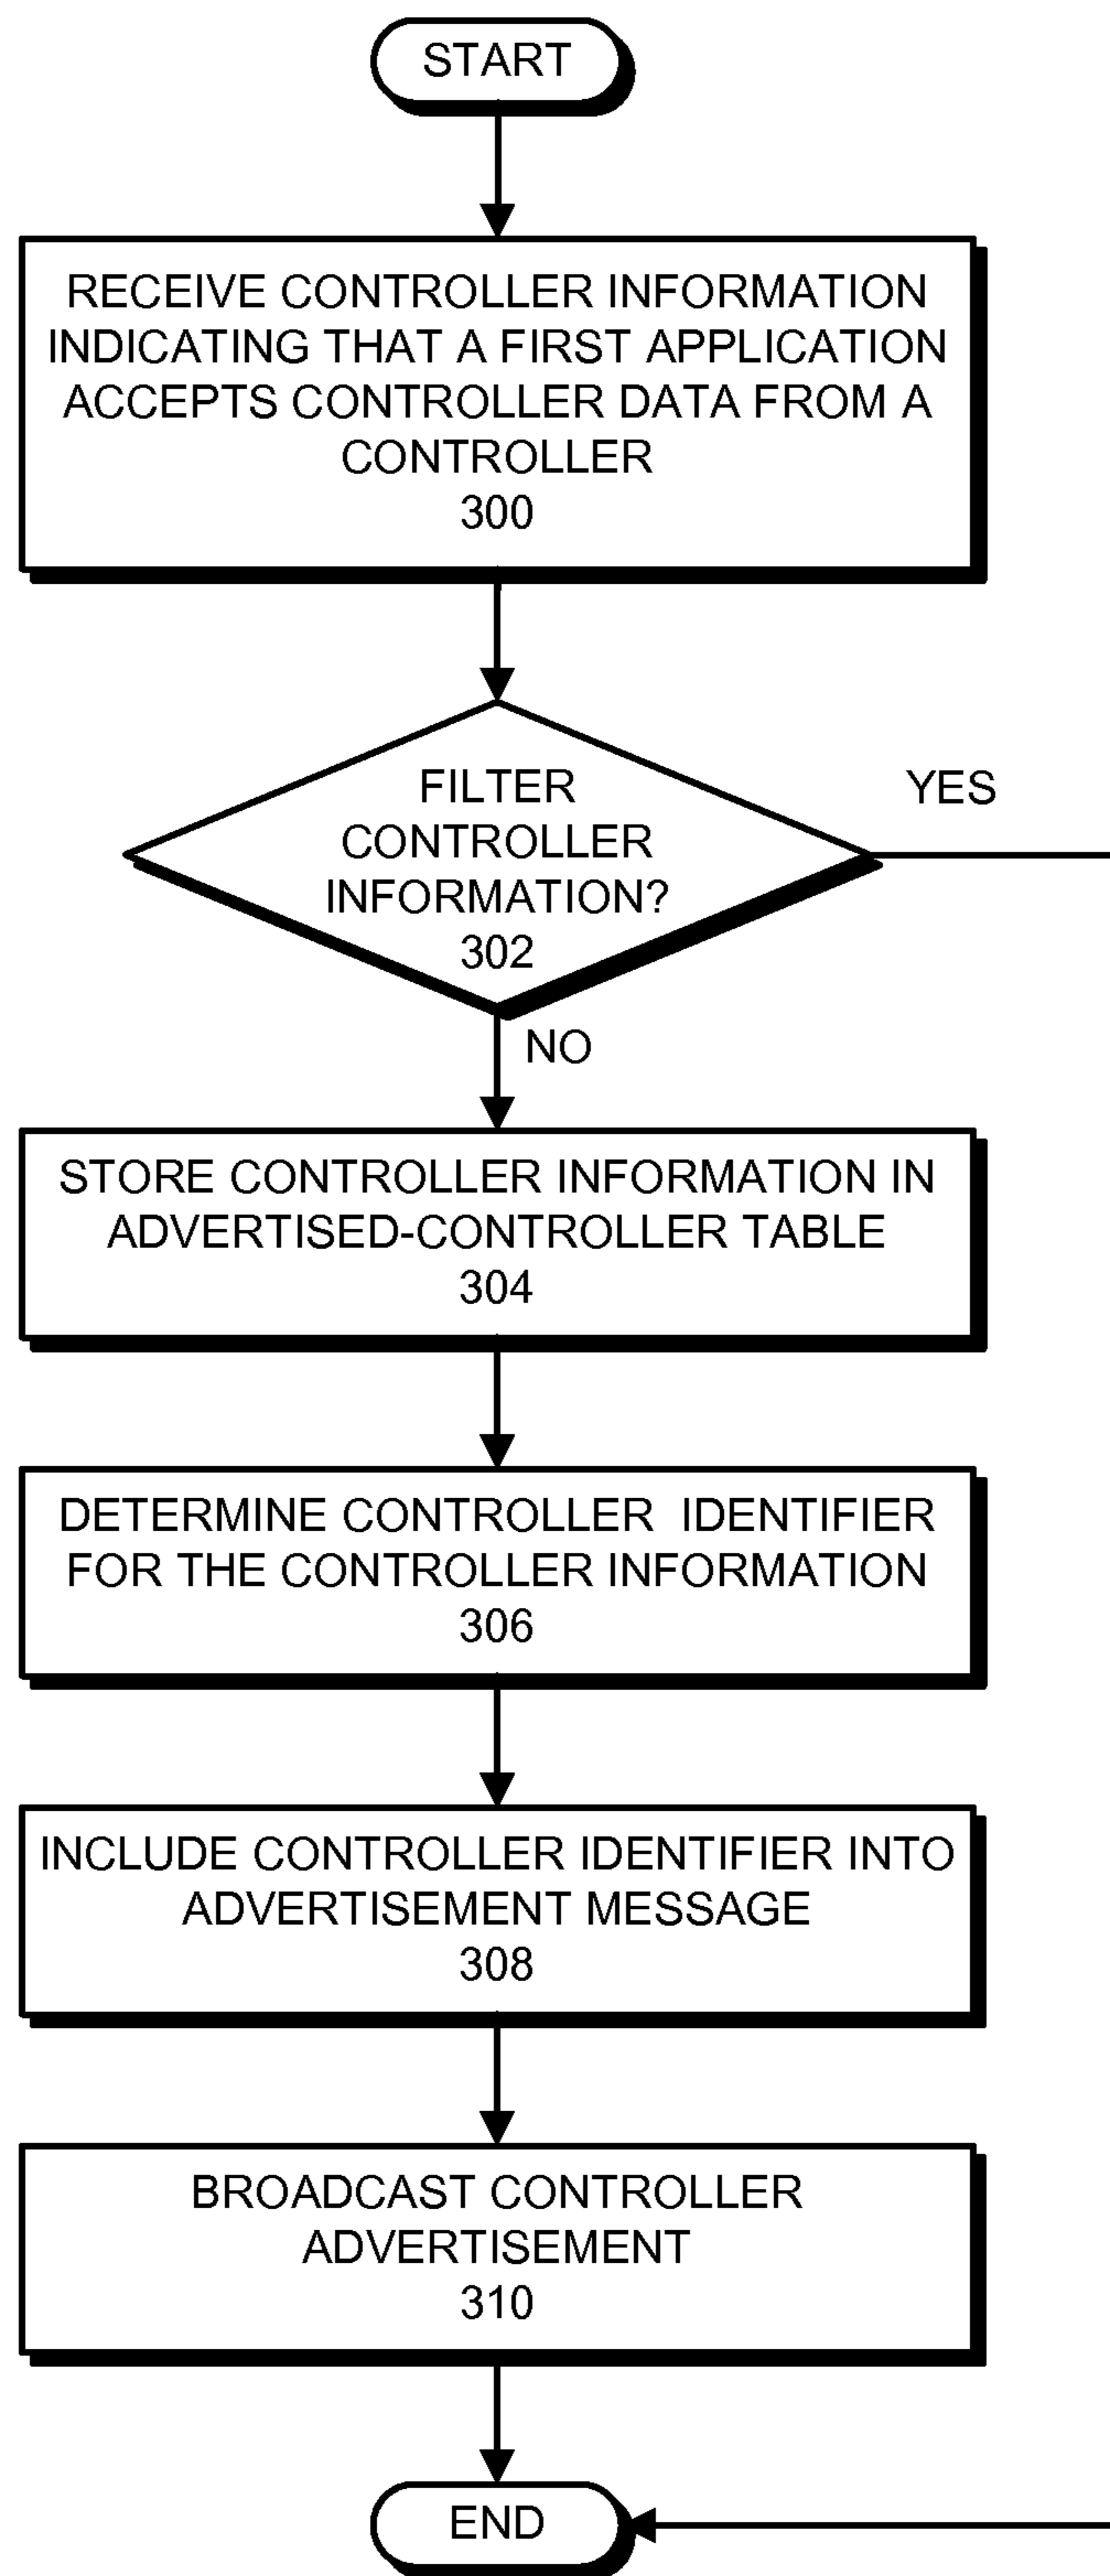 START
RECEIVE CONTROLLER INFORMATION
INDICATING THAT A FIRST APPLICATION
ACCEPTS CONTROLLER DATA FROM A
CONTROLLER
300
FILTER
CONTROLLER
INFORMATION?
302
YES
NO
STORE CONTROLLER INFORMATION IN
ADVERTISED-CONTROLLER TABLE
304
DETERMINE CONTROLLER IDENTIFIER
FOR THE CONTROLLER INFORMATION
306
INCLUDE CONTROLLER IDENTIFIER INTO
ADVERTISEMENT MESSAGE
308
BROADCAST CONTROLLER
ADVERTISEMENT
310
END